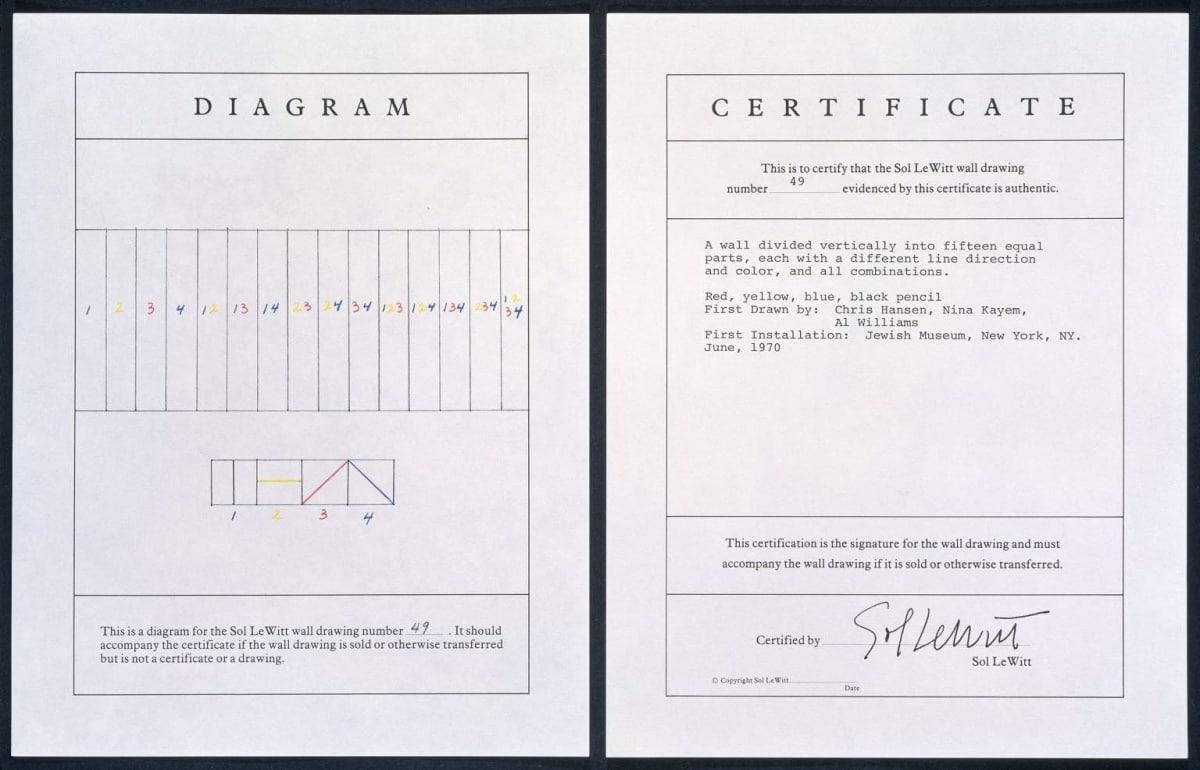 DIAGRAM
1 2 3 4 12 13 14 23 24 34 123 124 134 234 12
34
1 2 3 4
This is a diagram for the Sol LeWitt wall drawing number 49. It should
accompany the certificate if the wall drawing is sold or otherwise transferred
but is not a certificate or a drawing.
CERTIFICATE
This is to certify that the Sol LeWitt wall drawing
number 49 evidenced by this certificate is authentic.
A wall divided vertically into fifteen equal
parts, each with a different line direction
and color, and all combinations.
Red, yellow, blue, black pencil
First Drawn by: Chris Hansen, Nina Kayem,
Al Williams
First Installation: Jewish Museum, New York, NY.
June, 1970
This certification is the signature for the wall drawing and must
accompany the wall drawing if it is sold or otherwise transferred.
Certified by Sol LeWitt
Sol LeWitt
© Copyright Sol LeWitt
Date